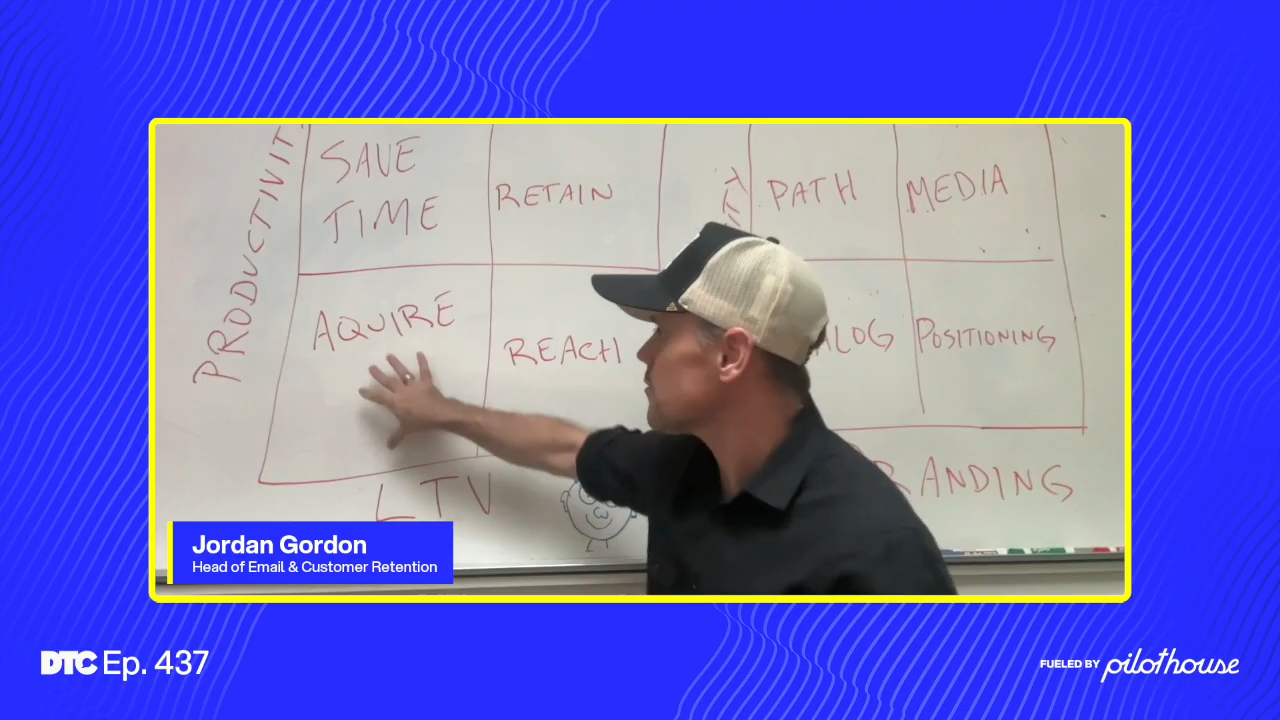 PRODUCTIVIT
SAVE
TIME
RETAIN
PATH
MEDIA
AQUIRE
REACH
POSITIONING
LTV
RANDING
Jordan Gordon
Head of Email & Customer Retention
DTC Ep. 437
FUELED BY pilothouse